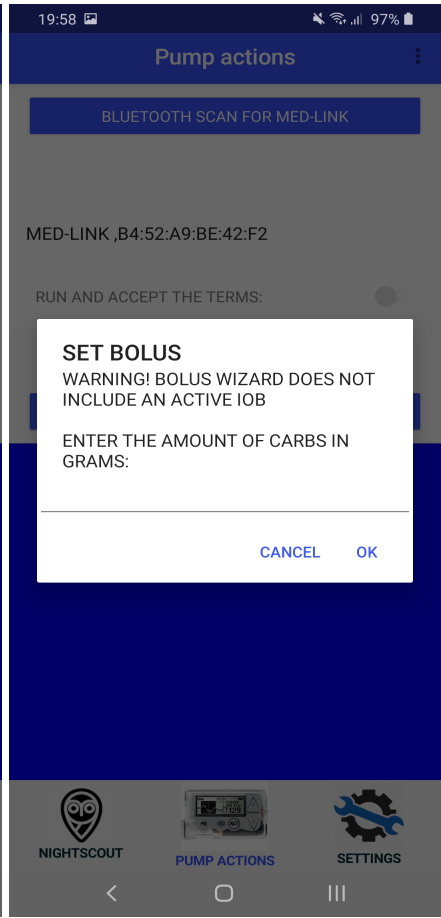 19:58 97%
Pump actions
BLUETOOTH SCAN FOR MED-LINK
MED-LINK ,B4:52:A9:BE:42:F2
RUN AND ACCEPT THE TERMS:
SET BOLUS
WARNING! BOLUS WIZARD DOES NOT
INCLUDE AN ACTIVE IOB
ENTER THE AMOUNT OF CARBS IN
GRAMS:
CANCEL OK
NIGHTSCOUT PUMP ACTIONS SETTINGS